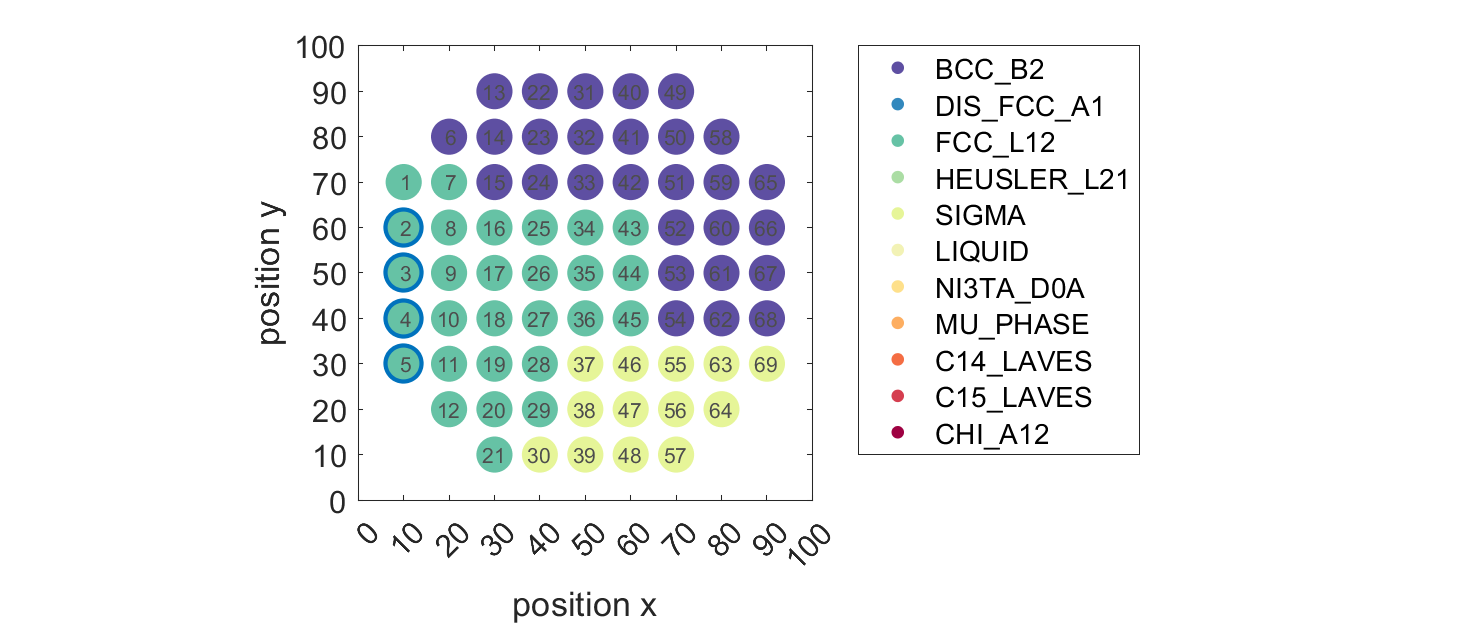 100
90
80
70
60
50
40
30
20
10
0
position y
13 22 31 40 49
6 14 23 32 41 50 58
1 7 15 24 33 42 51 59 65
2 8 16 25 34 43 52 60 66
3 9 17 26 35 44 53 61 67
4 10 18 27 36 45 54 62 68
5 11 19 28 37 46 55 63 69
12 20 29 38 47 56 64
21 30 39 48 57
0 10 20 30 40 50 60 70 80 90 100
position x
BCC_B2
DIS_FCC_A1
FCC_L12
HEUSLER_L21
SIGMA
LIQUID
NI3TA_D0A
MU_PHASE
C14_LAVES
C15_LAVES
CHI_A12